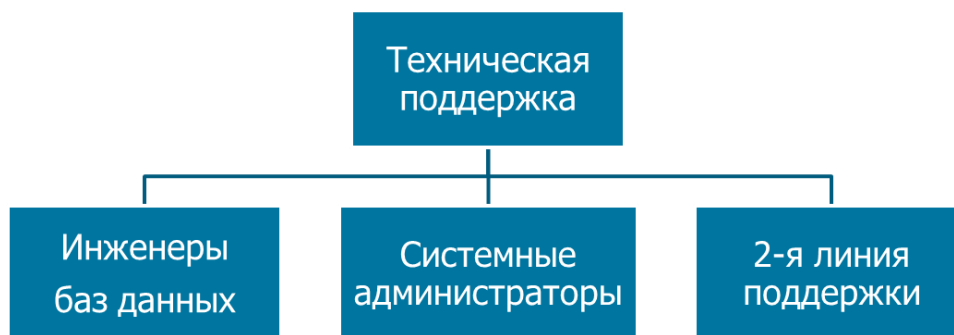 Техническая
поддержка
Инженеры
баз данных
Системные
администраторы
2-я линия
поддержки